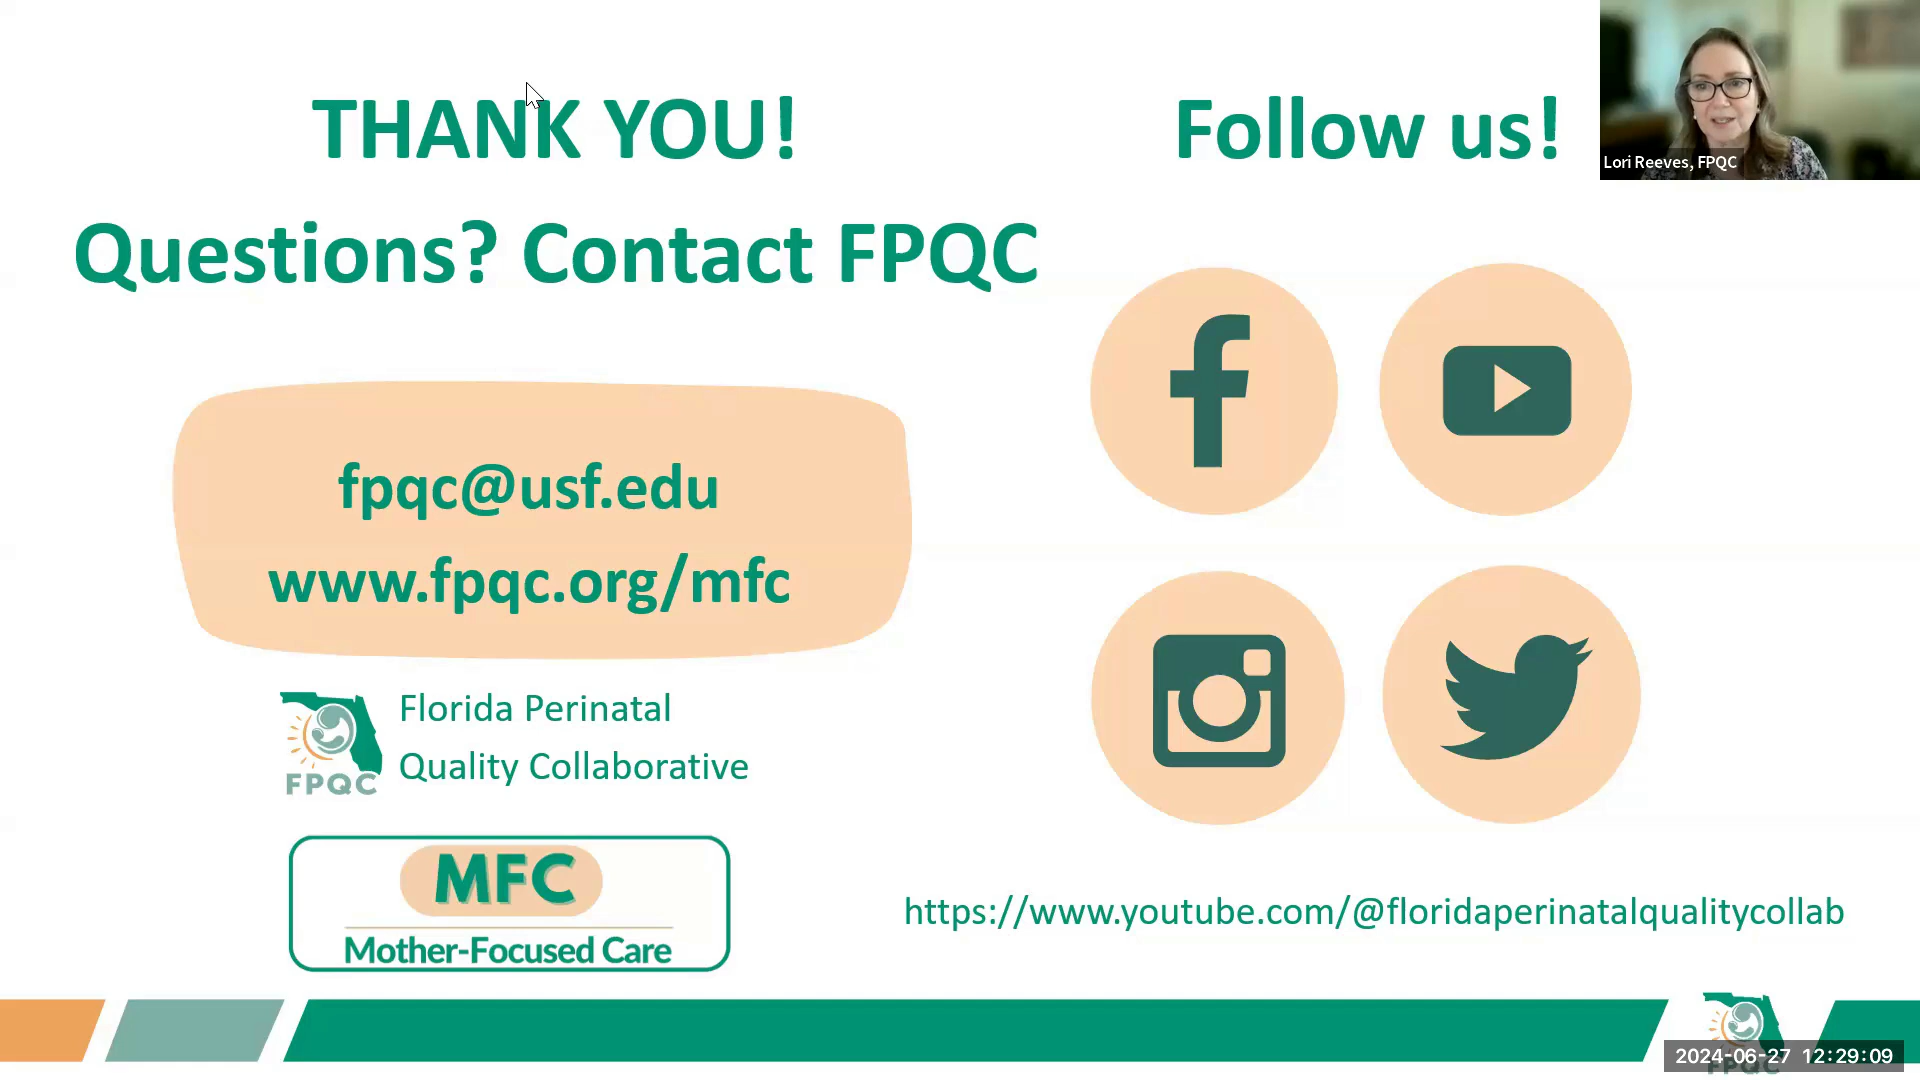 THANK YOU!
Questions? Contact FPQC
fpqc@usf.edu
www.fpqc.org/mfc
FPQC
Florida Perinatal
Quality Collaborative
MFC
Mother-Focused Care
Follow us!
https://www.youtube.com/@floridaperinatalqualitycollab
Lori Reeves, FPQC
2024-06-27 12:29:09
FPQC